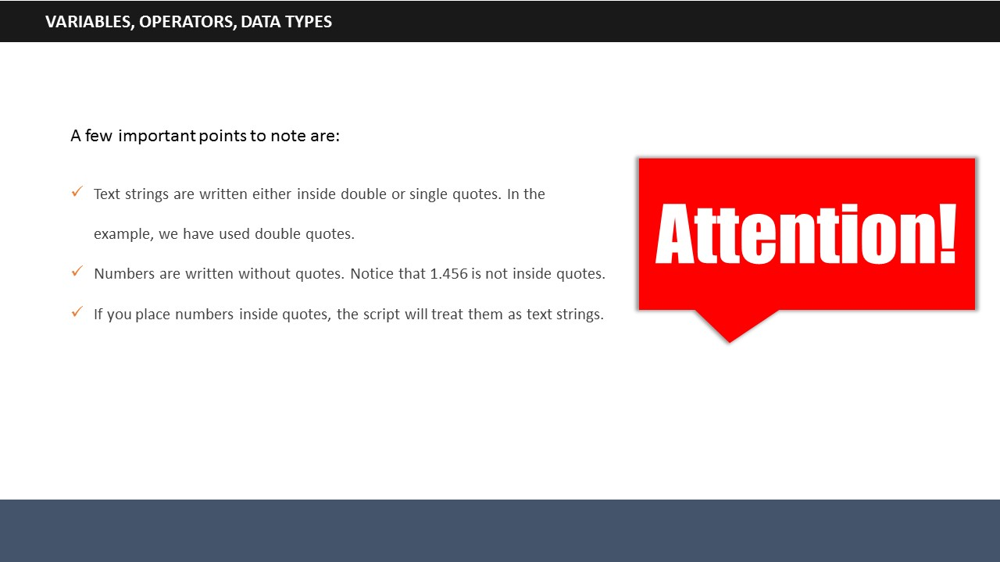 VARIABLES, OPERATORS, DATA TYPES
A few important points to note are:
✓ Text strings are written either inside double or single quotes. In the
example, we have used double quotes.
✓ Numbers are written without quotes. Notice that 1.456 is not inside quotes.
✓ If you place numbers inside quotes, the script will treat them as text strings.
Attention!